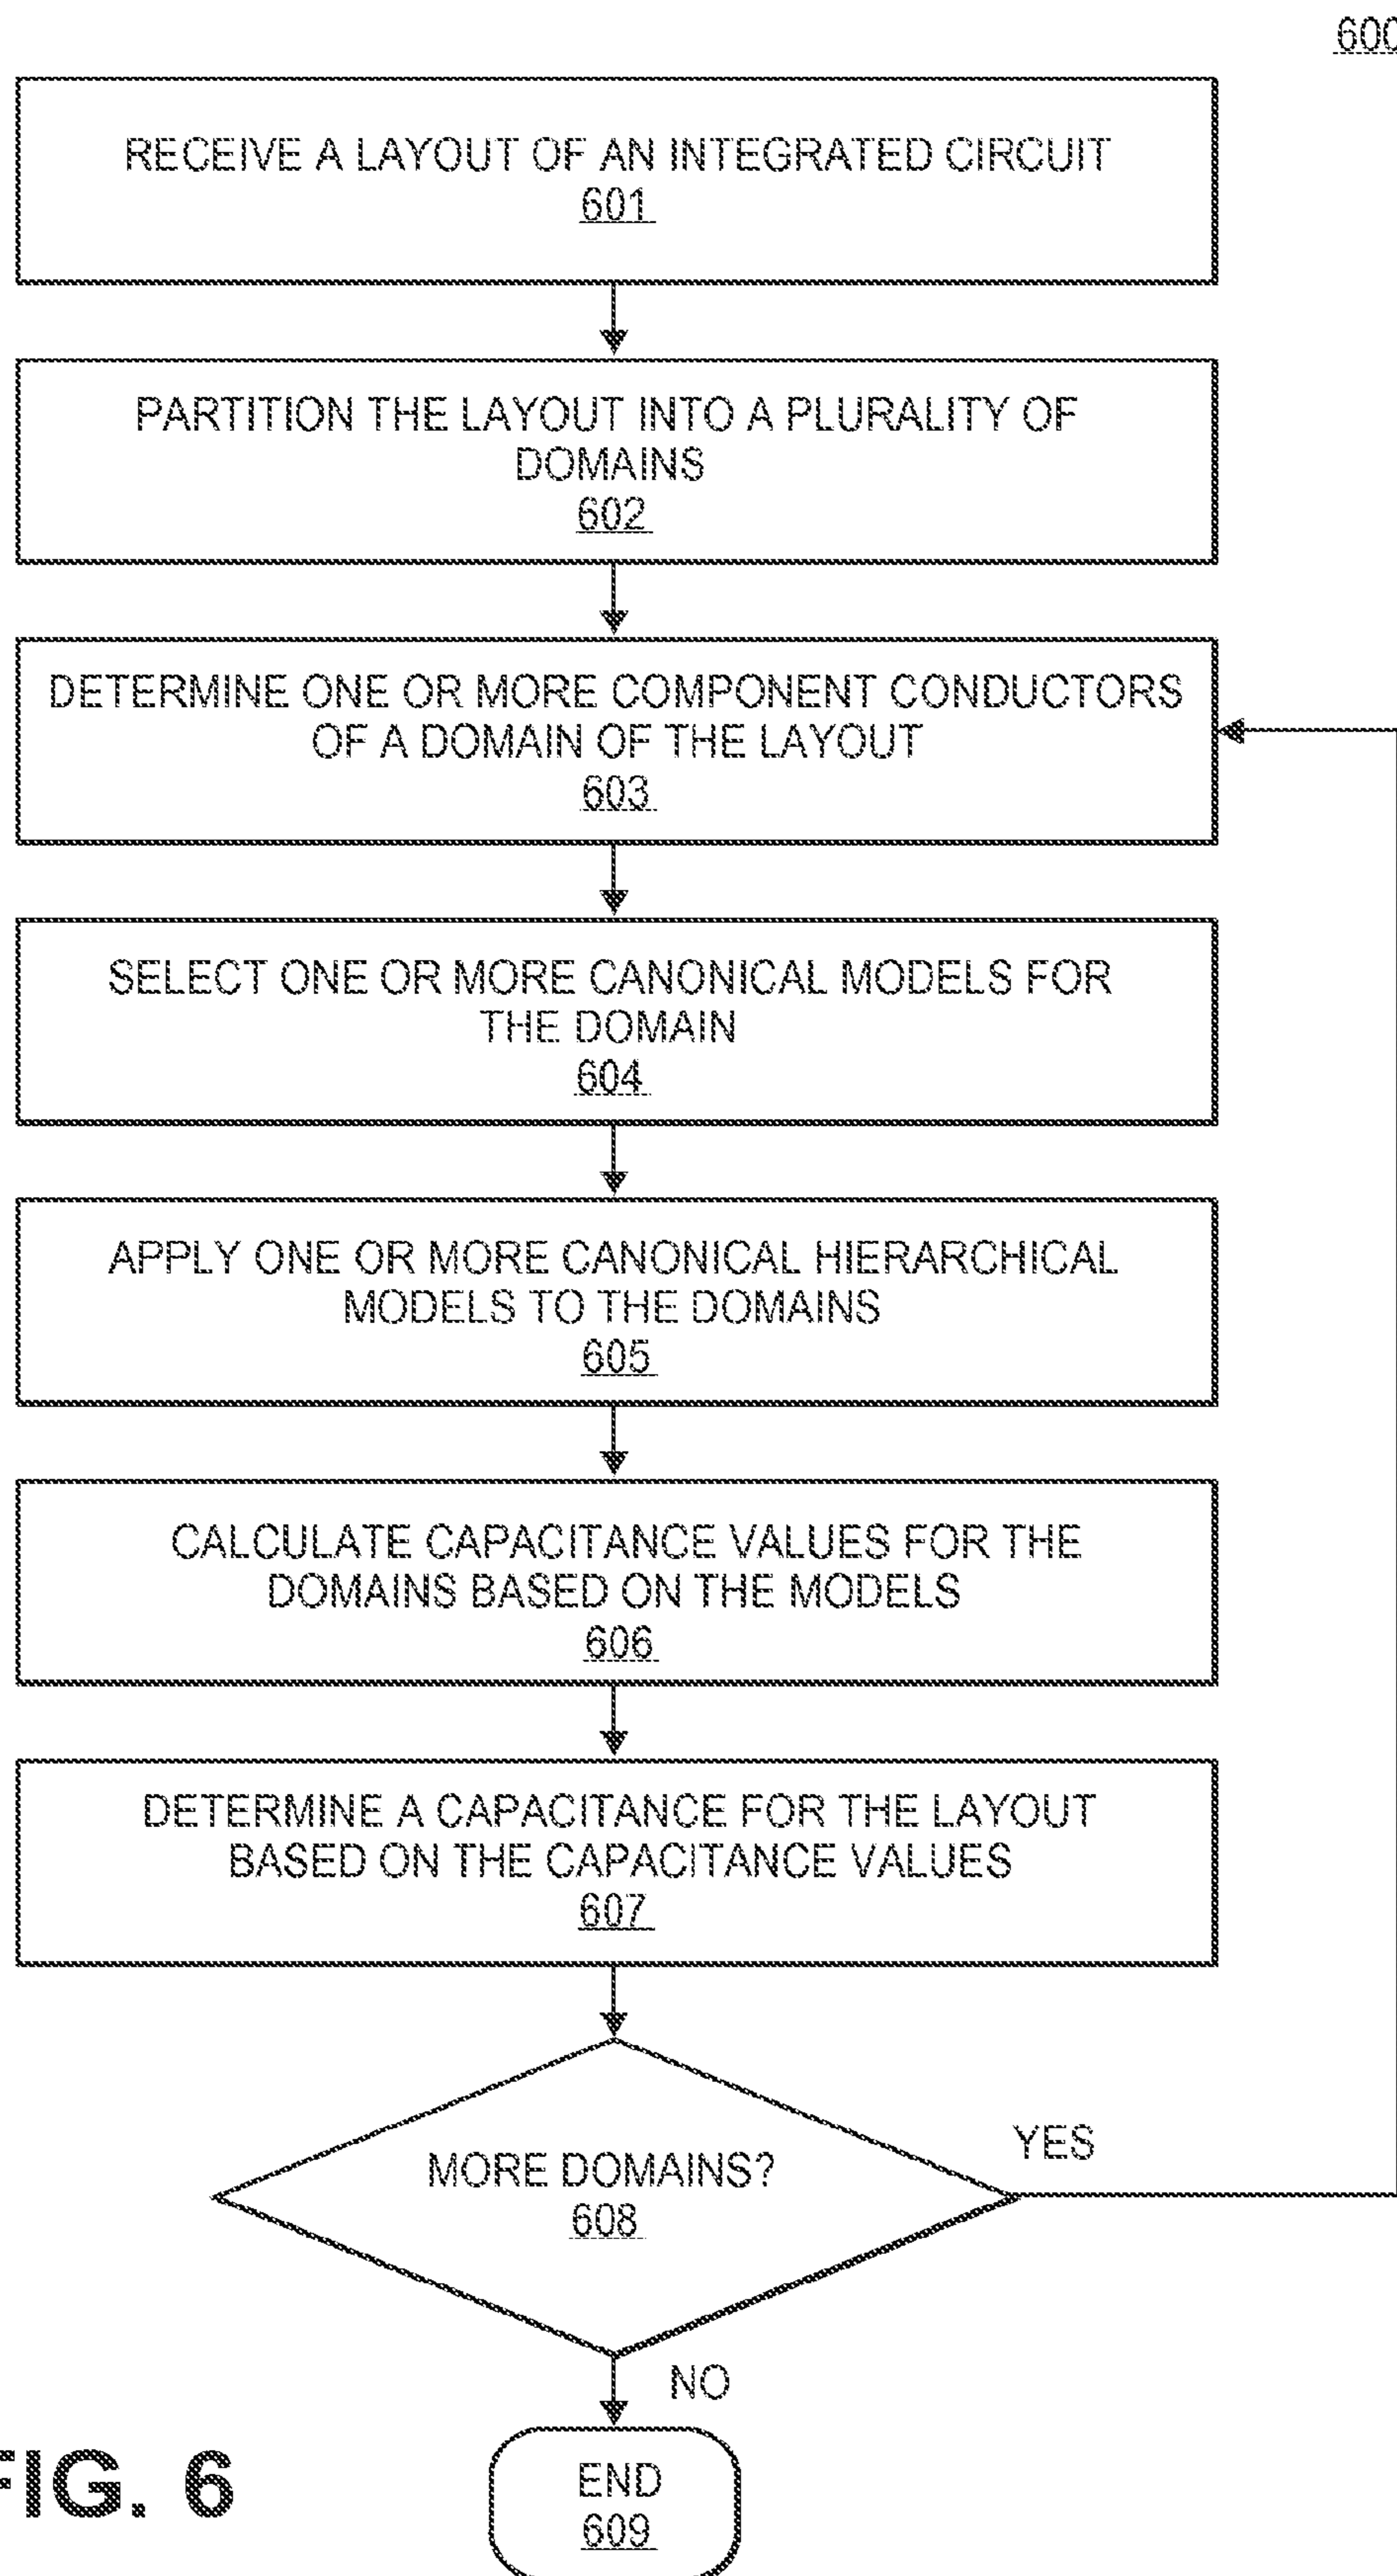 600
RECEIVE A LAYOUT OF AN INTEGRATED CIRCUIT
601
PARTITION THE LAYOUT INTO A PLURALITY OF
DOMAINS
602
DETERMINE ONE OR MORE COMPONENT CONDUCTORS
OF A DOMAIN OF THE LAYOUT
603
SELECT ONE OR MORE CANONICAL MODELS FOR
THE DOMAIN
604
APPLY ONE OR MORE CANONICAL HIERARCHICAL
MODELS TO THE DOMAINS
605
CALCULATE CAPACITANCE VALUES FOR THE
DOMAINS BASED ON THE MODELS
606
DETERMINE A CAPACITANCE FOR THE LAYOUT
BASED ON THE CAPACITANCE VALUES
607
YES
MORE DOMAINS?
608
NO
END
609
FIG. 6